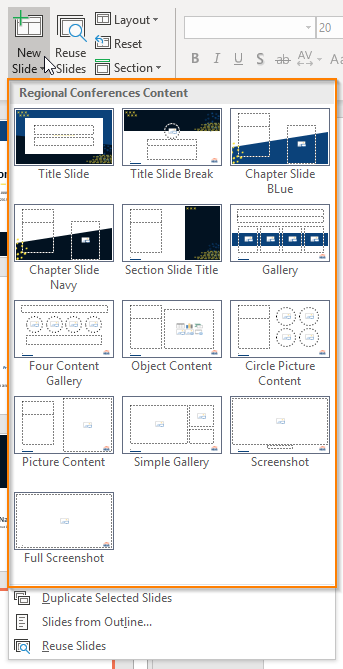 New
Slide
Reuse
Slides
Layout
Reset
Section
20
B I U S ab AV
Regional Conferences Content
Title Slide
Title Slide Break
Chapter Slide
BLue
Chapter Slide
Navy
Section Slide Title
Gallery
Four Content
Gallery
Object Content
Circle Picture
Content
Picture Content
Simple Gallery
Screenshot
Full Screenshot
Duplicate Selected Slides
Slides from Outline...
Reuse Slides